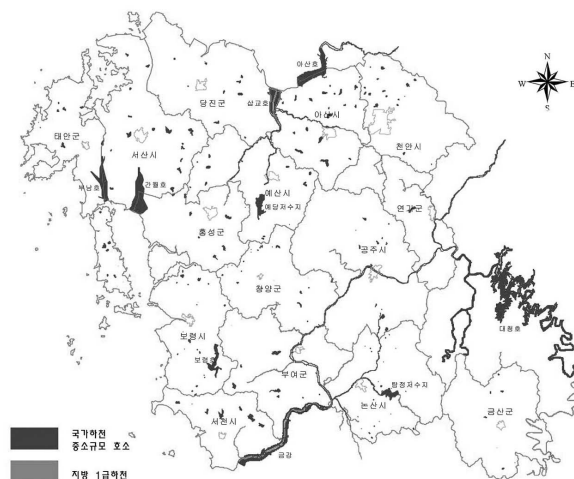 아산호
N
W E
S
당진군
삽교호
아산시
천안시
태안군
서산시
부남호
간월호
예산시
예당저수지
연기군
홍성군
공주시
청양군
대청호
보령시
보령호
부여군
탑정저수지
논산시
금산군
서천시
금강
국가하천
중소규모 호소
지방 1급하천